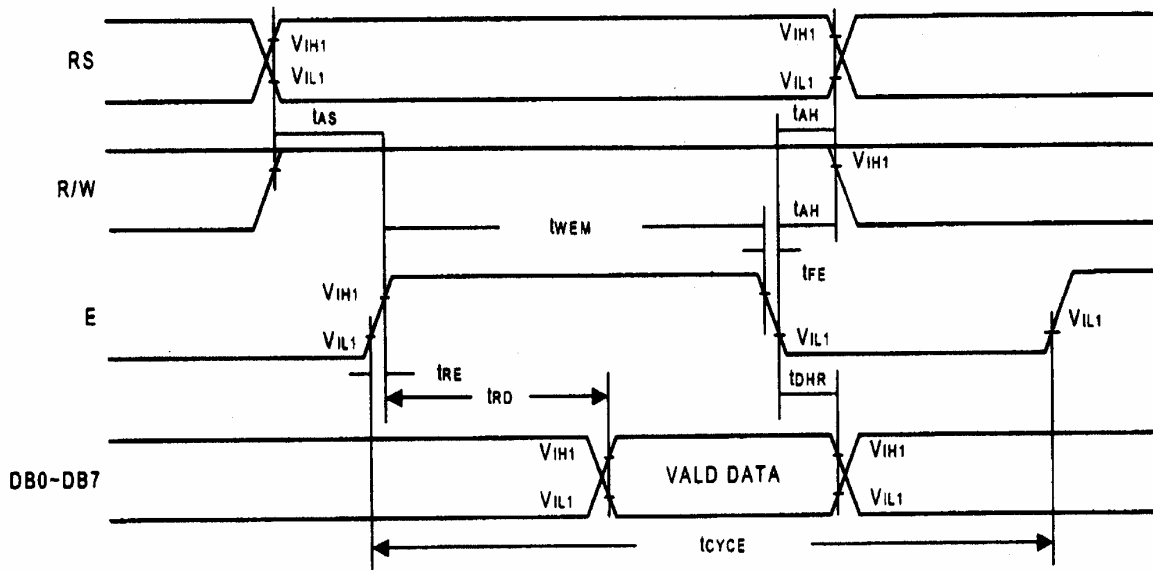 RS VIH1 VIH1
VIL1 VIL1
tAS tAH
R/W VIH1
tWEM tAH
tFE
E VIH1
VIL1 VIL1 VIL1
tRE tRD tDHR
DB0~DB7 VIH1 VALD DATA VIH1
VIL1 VIL1
tCYCE